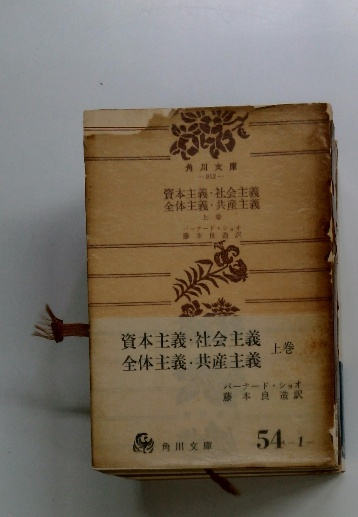 角川文庫
—952—
資本主義・社会主義
全体主義・共産主義
上巻
バーナード・ショオ
藤本良造訳
資本主義・社会主義
全体主義・共産主義
上巻
バーナード・ショオ
藤本良造訳
角川文庫
54—1—